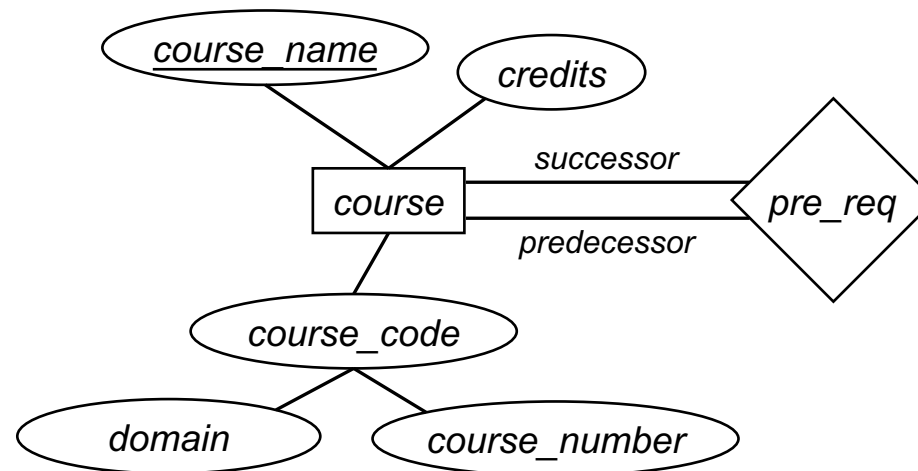 course_name
credits
successor
course
pre_req
predecessor
course_code
domain
course_number